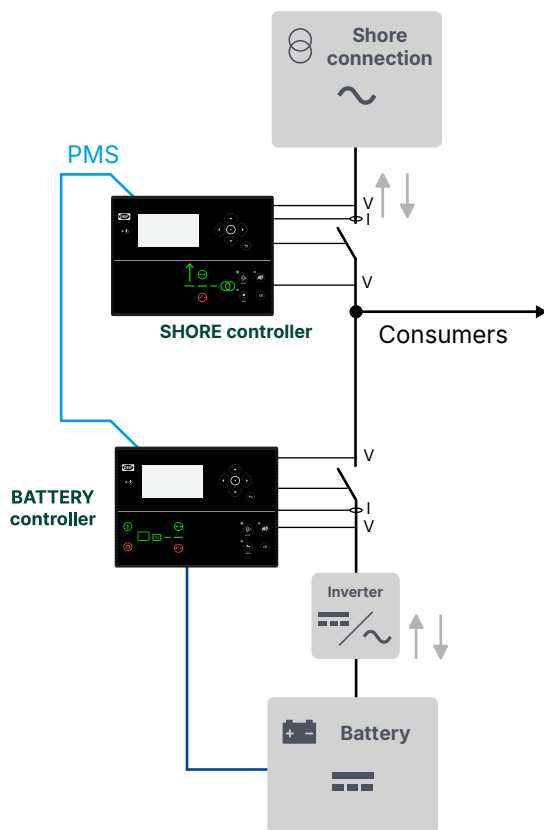 Shore
connection
PMS
V
I
V
SHORE controller
Consumers
V
BATTERY
controller
I
V
Inverter
Battery